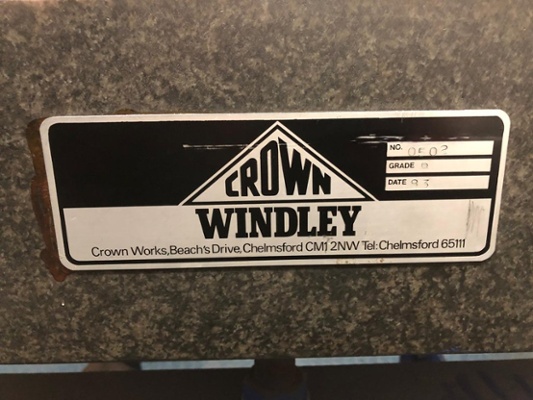 CROWN
WINDLEY
Crown Works, Beach's Drive, Chelmsford CM1 2NW Tel: Chelmsford 65111
NO.
GRADE
DATE